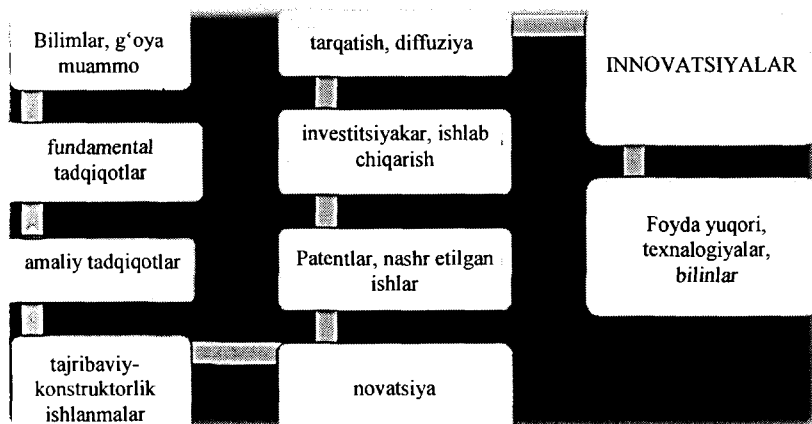 Bilimlar, g‘oya
muammo
fundamental
tadqiqotlar
amaliy tadqiqotlar
tajribaviy-
konstruktorlik
ishlanmalar
tarqatish, diffuziya
investitsiyakar, ishlab
chiqarish
Patentlar, nashr etilgan
ishlar
novatsiya
INNOVATSIYALAR
Foyda yuqori,
texnalogiyalar,
bilinlar